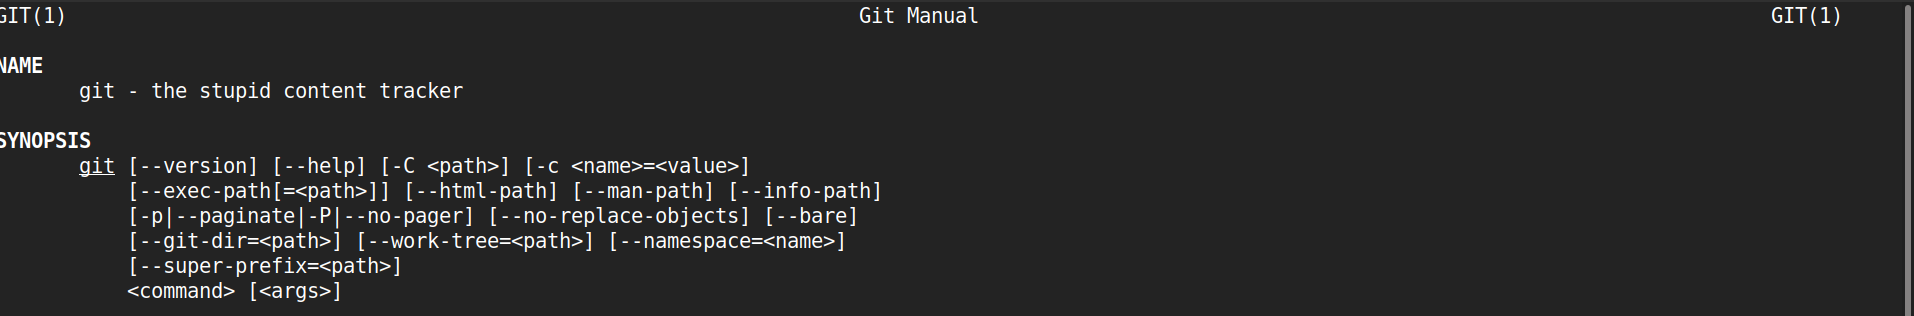 GIT(1) Git Manual GIT(1)
NAME
git - the stupid content tracker
SYNOPSIS
git [--version] [--help] [-C <path>] [-c <name>=<value>]
[--exec-path[=<path>]] [--html-path] [--man-path] [--info-path]
[-p|--paginate|-P|--no-pager] [--no-replace-objects] [--bare]
[--git-dir=<path>] [--work-tree=<path>] [--namespace=<name>]
[--super-prefix=<path>]
<command> [<args>]